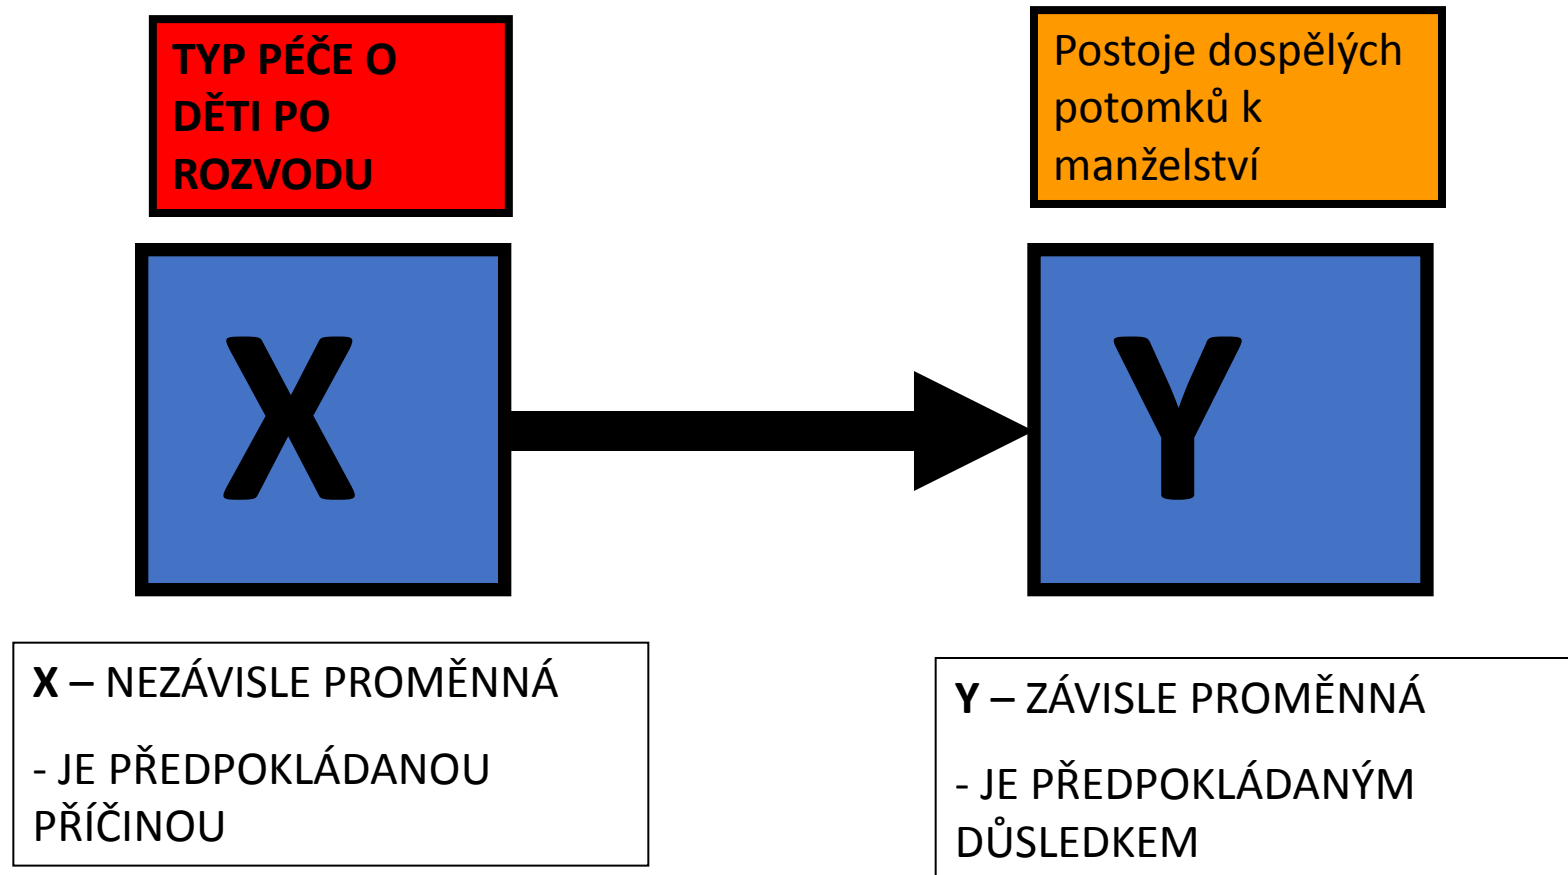 TYP PÉČE O
DĚTI PO
ROZVODU
Postoje dospělých
potomků k
manželství
X
Y
X – NEZÁVISLE PROMĚNNÁ
- JE PŘEDPOKLÁDANOU
PŘÍČINOU
Y – ZÁVISLE PROMĚNNÁ
- JE PŘEDPOKLÁDANÝM
DŮSLEDKEM